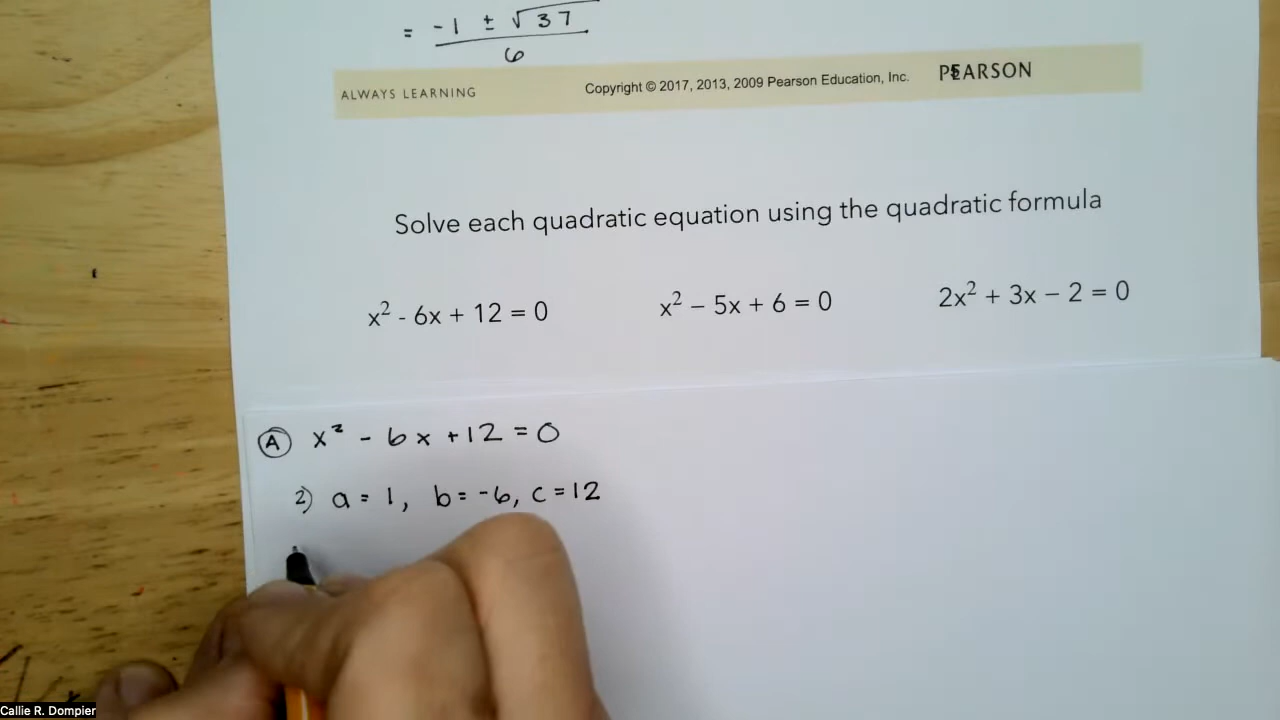 = -1 ± √37
6
ALWAYS LEARNING Copyright © 2017, 2013, 2009 Pearson Education, Inc. PEARSON
5
Solve each quadratic equation using the quadratic formula
x² - 6x + 12 = 0 x² – 5x + 6 = 0 2x² + 3x – 2 = 0
Ⓐ x² - 6x + 12 = 0
2) a = 1, b = -6, c = 12
Callie R. Dompier